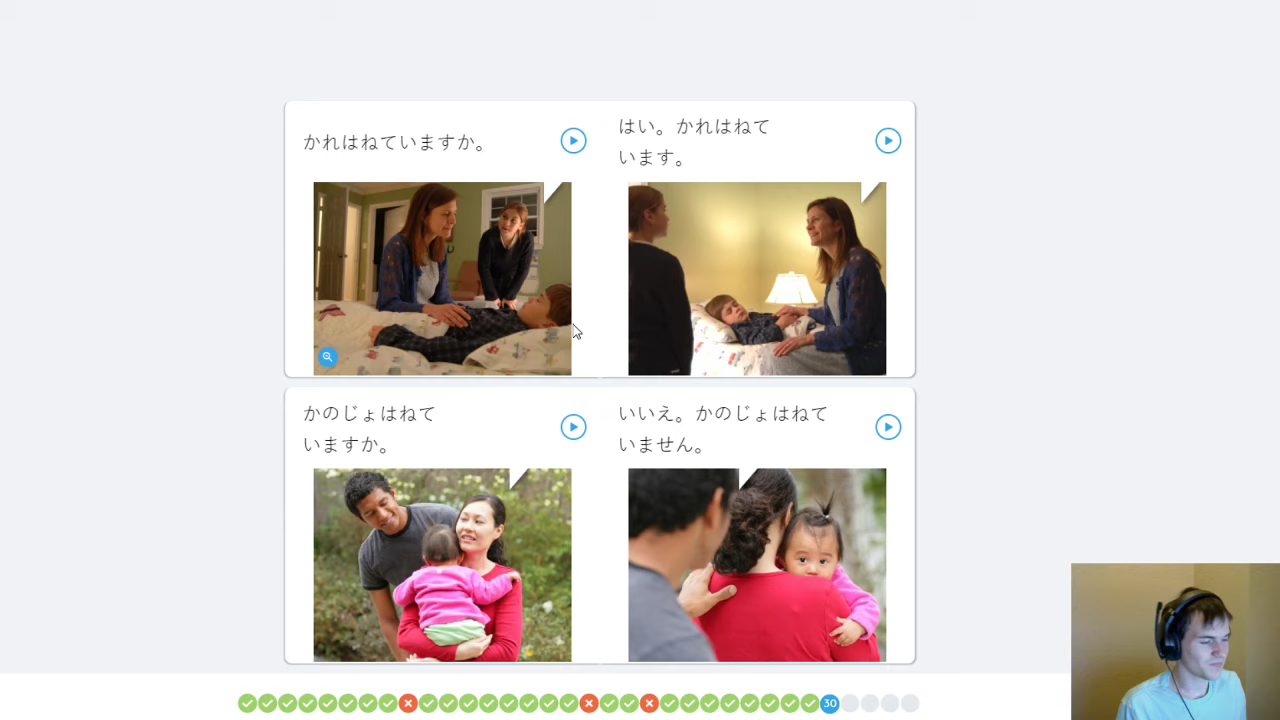 かれはねていますか。
はい。かれはねて
います。
かのじょはねて
いますか。
いいえ。かのじょはねて
いません。
30